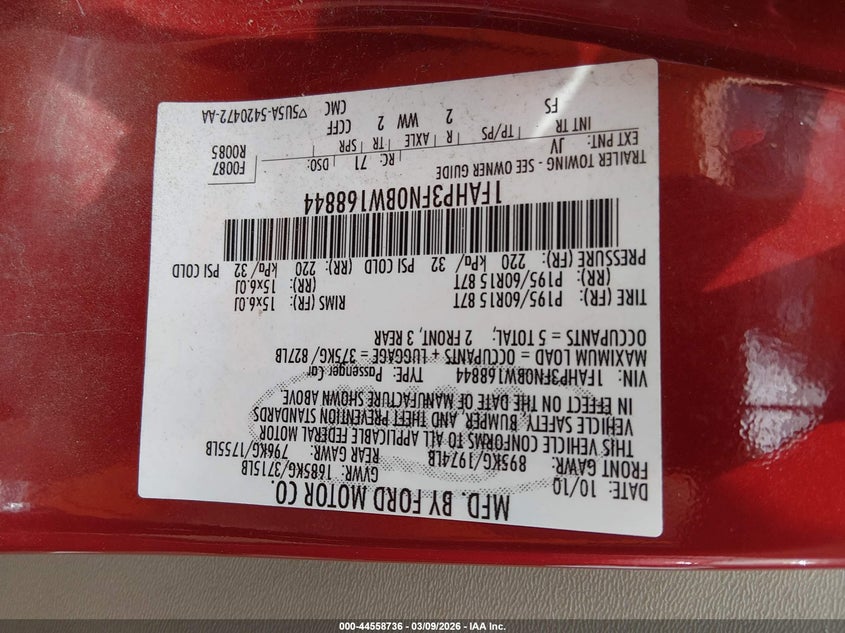 MFD. BY FORD MOTOR CO.
DATE: 10/10 GVWR: 1685KG/3715LB
FRONT GAWR: 895KG/1974LB REAR GAWR: 796KG/1755LB
THIS VEHICLE CONFORMS TO ALL APPLICABLE FEDERAL MOTOR
VEHICLE SAFETY, BUMPER, AND THEFT PREVENTION STANDARDS
IN EFFECT ON THE DATE OF MANUFACTURE SHOWN ABOVE
VIN: 1FAHP3FN0BW168844 TYPE: Passenger Car
MAXIMUM LOAD = OCCUPANTS + LUGGAGE = 375KG/827LB
OCCUPANTS = 5 TOTAL; 2 FRONT, 3 REAR
TIRE (FR): P195/60R15 87T RIMS (FR): 15x6.0J
(RR): P195/60R15 87T (RR): 15x6.0J
PRESSURE (FR): 220 kPa/ 32 PSI COLD (RR): 220 kPa/ 32 PSI COLD
1FAHP3FN0BW168844
TRAILER TOWING - SEE OWNER GUIDE
EXT PNT: JV RC: 71 DSO: F0087
R0085
INT TR TP/PS R AXLE TR SPR
FS 2 WW 2 CCFF
CMC ▽5U5A-5420472-AA
000-44558736 - 03/09/2026 - IAA Inc.